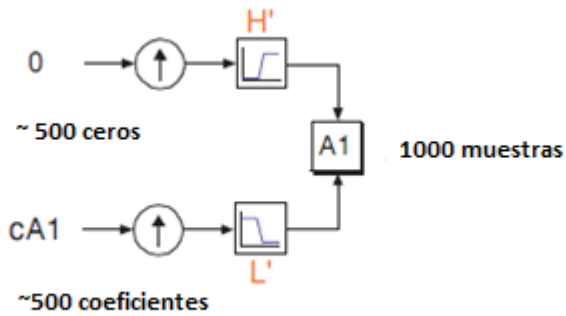 H'
0
~ 500 ceros
A1
1000 muestras
cA1
L'
~500 coeficientes